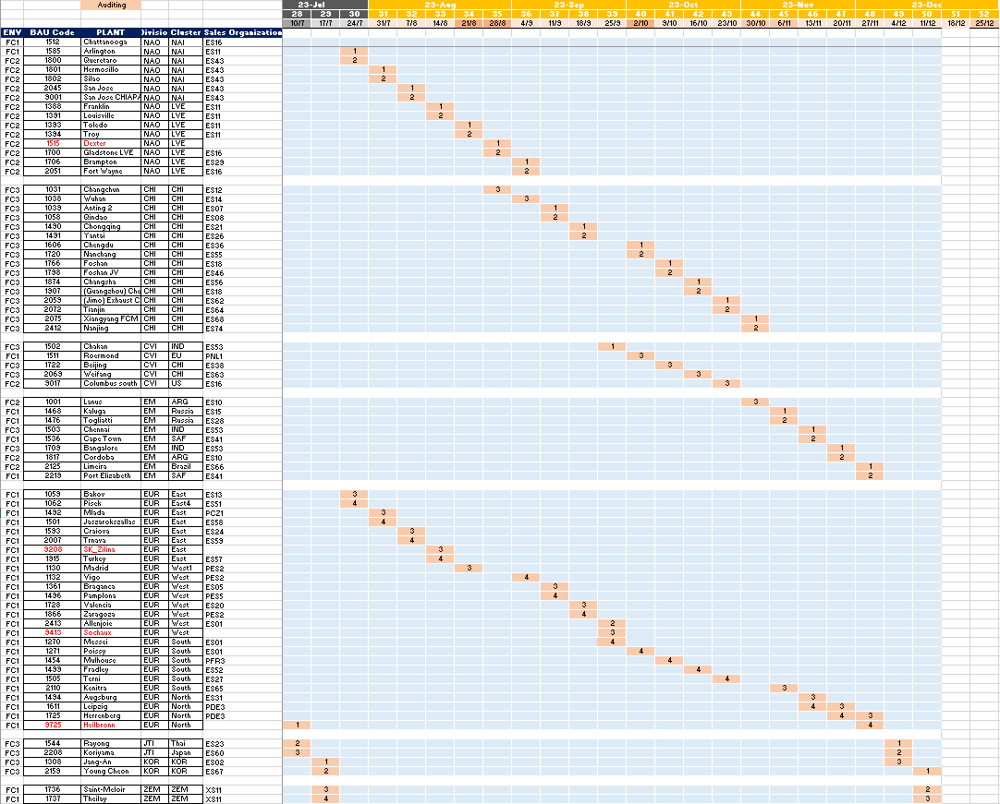 Auditing 23-Jul 23-Aug 23-Sep 23-Oct 23-Nov 23-Dec
28 29 30 31 32 33 34 35 36 37 38 39 40 41 42 43 44 45 46 47 48 49 50 51 52
10/7 17/7 24/7 31/7 7/8 14/8 21/8 28/8 4/9 11/9 18/9 25/9 2/10 9/10 16/10 23/10 30/10 6/11 13/11 20/11 27/11 4/12 11/12 18/12 25/12
ENV BAU Code PLANT Divisio Cluster Sales Organization
FC1 1512 Chattanooga NAO NAI ES16
FC1 1585 Arlington NAO NAI ES11 1
FC2 1800 Queretaro NAO NAI ES43 2
FC2 1801 Hermosillo NAO NAI ES43 1
FC2 1802 Silao NAO NAI ES43 2
FC2 2045 San Jose NAO NAI ES43 1
FC2 9001 San Jose CHIAPA NAO NAI ES43 2
FC2 1388 Franklin NAO LVE ES11 1
FC2 1391 Louisville NAO LVE ES11 2
FC2 1393 Toledo NAO LVE ES11 1
FC2 1394 Troy NAO LVE ES11 2
FC2 1515 Dexter NAO LVE 1
FC2 1700 Gladstone LVE NAO LVE ES16 2
FC2 1706 Brampton NAO LVE ES29 1
FC2 2051 Fort Wayne NAO LVE ES16 2
FC3 1031 Changchun CHI CHI ES12 3
FC3 1038 Wuhan CHI CHI ES14 3
FC3 1039 Anting 2 CHI CHI ES07 1
FC3 1058 Qindao CHI CHI ES08 2
FC3 1490 Chongqing CHI CHI ES21 1
FC3 1491 Yantai CHI CHI ES26 2
FC3 1606 Chengdu CHI CHI ES36 1
FC3 1720 Nanchang CHI CHI ES55 2
FC3 1766 Foshan CHI CHI ES18 1
FC3 1798 Foshan JV CHI CHI ES46 2
FC3 1874 Changsha CHI CHI ES56 1
FC3 1907 (Guangzhou) Che CHI CHI ES18 2
FC3 2059 (Jimo) Exhaust C CHI CHI ES62 1
FC3 2072 Tianjin CHI CHI ES64 2
FC3 2075 Xiangyang FCM CHI CHI ES68 1
FC3 2412 Nanjing CHI CHI ES74 2
FC3 1502 Chakan CVI IND ES53 1
FC1 1511 Roermond CVI EU PNL1 3
FC3 1722 Beijing CVI CHI ES38 3
FC3 2069 Weifang CVI CHI ES63 3
FC2 9017 Columbus south CVI US ES16 3
FC2 1001 Lanus EM ARG ES10 3
FC1 1468 Kaluga EM Russia ES15 1
FC1 1476 Togliatti EM Russia ES28 2
FC3 1503 Chennai EM IND ES53 1
FC1 1536 Cape Town EM SAF ES41 2
FC3 1709 Bangalore EM IND ES53 1
FC2 1817 Cordoba EM ARG ES10 2
FC2 2125 Limeira EM Brazil ES66 1
FC1 2219 Port Elizabeth EM SAF ES41 2
FC1 1059 Bakov EUR East ES13 3
FC1 1062 Pisek EUR East4 ES51 4
FC1 1492 Mlada EUR East PCZ1 3
FC1 1501 Jaszarokszallas EUR East ES58 4
FC1 1593 Craiova EUR East ES24 3
FC1 2007 Trnava EUR East ES59 4
FC1 9208 SK_Zilina EUR East 3
FC1 1915 Turkey EUR East ES57 4
FC1 1130 Madrid EUR West1 PES2 3
FC1 1132 Vigo EUR West PES2 4
FC1 1361 Braganca EUR West ES05 3
FC1 1496 Pamplona EUR West PES5 4
FC1 1728 Valencia EUR West ES20 3
FC1 1866 Zaragoza EUR West PES2 4
FC1 2413 Allenjoie EUR West ES01 2
FC1 9413 Sochaux EUR West 3
FC1 1270 Messei EUR South ES01 4
FC1 1271 Poissy EUR South ES01 4
FC1 1454 Mulhouse EUR South PFR3 4
FC1 1499 Fradley EUR South ES52 4
FC1 1505 Terni EUR South ES27 4
FC1 2110 Kenitra EUR South ES65 3
FC1 1494 Augsburg EUR North ES31 3
FC1 1611 Leipzig EUR North PDE3 4 3
FC1 1725 Herrenberg EUR North PDE3 4 3
FC1 9725 Heilbronn EUR North 1 4
FC3 1544 Rayong JTI Thai ES23 2 1
FC3 2208 Koriyama JTI Japan ES60 3 2
FC3 1308 Jang-An KOR KOR ES02 1 3
FC3 2159 Young Cheon KOR KOR ES67 2 1
FC1 1736 Saint-Meloir ZEM ZEM XS11 3 2
FC1 1737 Theilay ZEM ZEM XS11 4 3